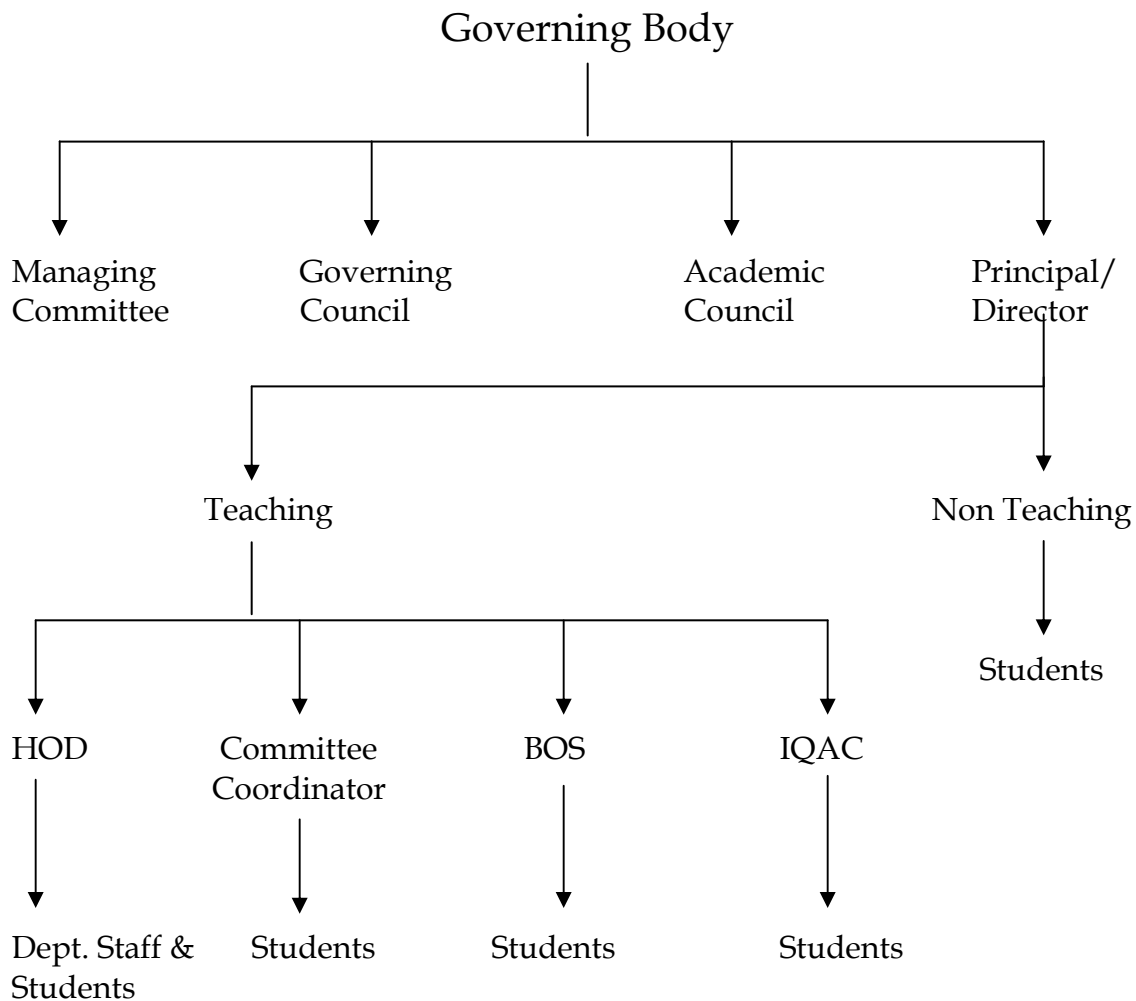 Governing Body
Managing
Committee
Governing
Council
Academic
Council
Principal/
Director
Teaching
Non Teaching
Students
HOD
Committee
Coordinator
BOS
IQAC
Dept. Staff &
Students
Students
Students
Students